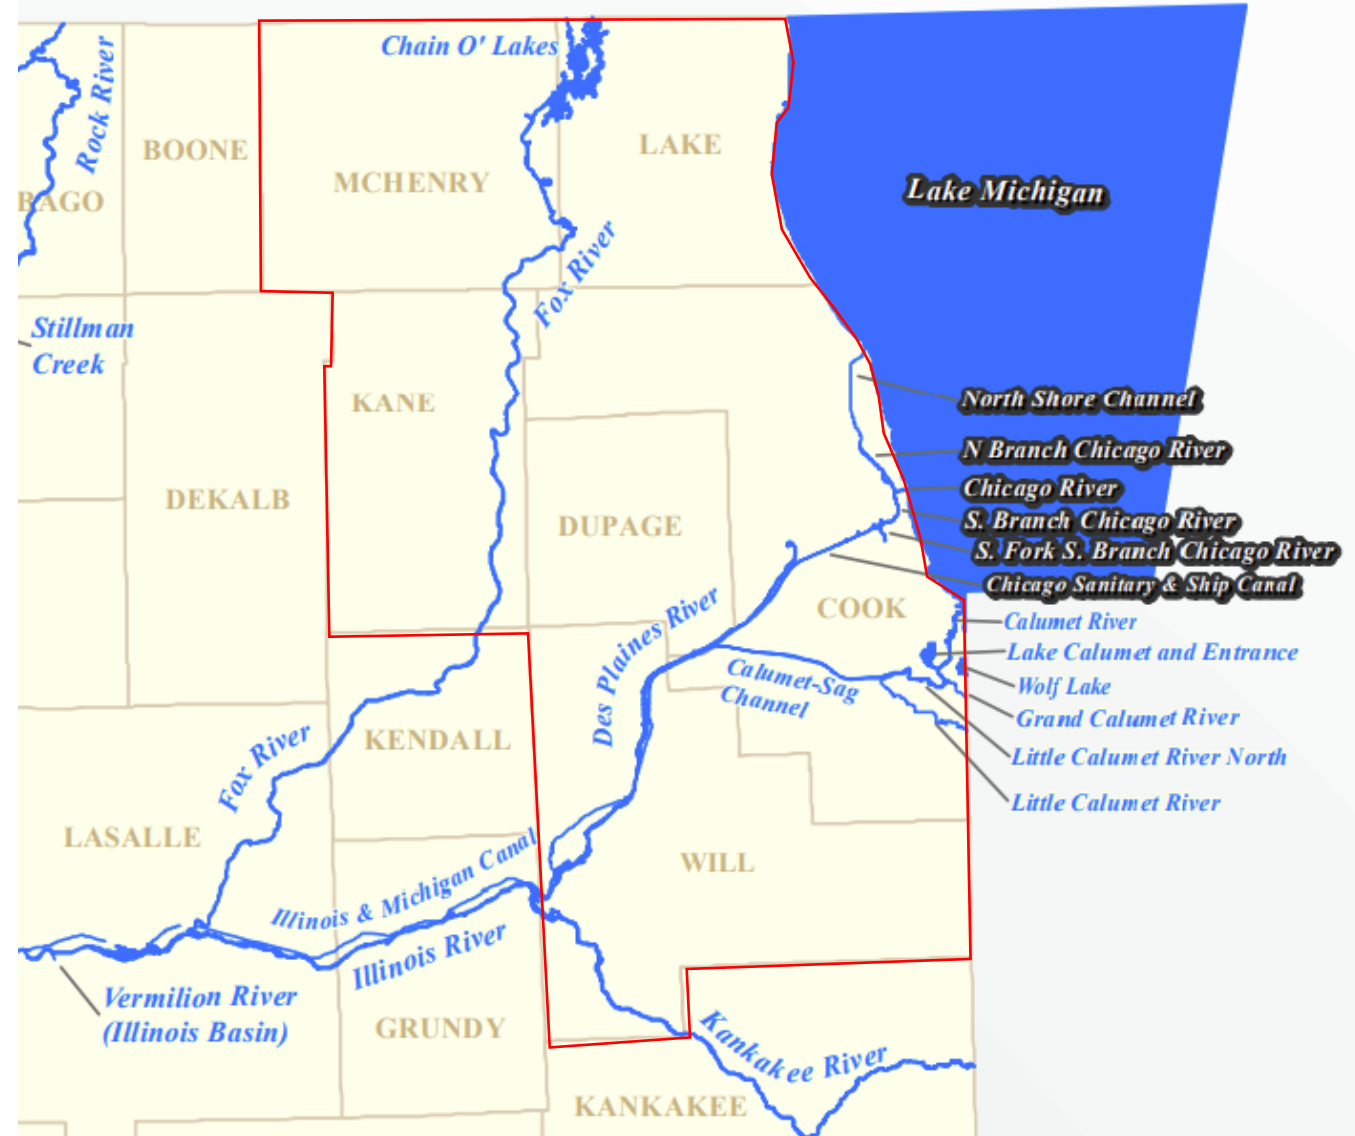 Chain O' Lakes
Rock River
BOONE
LAKE
MCHENRY
BAGO
Lake Michigan
Fox River
Stillman
Creek
KANE
North Shore Channel
N Branch Chicago River
Chicago River
S. Branch Chicago River
S. Fork S. Branch Chicago River
Chicago Sanitary & Ship Canal
DEKALB
DUPAGE
COOK
Calumet River
Lake Calumet and Entrance
Wolf Lake
Grand Calumet River
Little Calumet River North
Little Calumet River
Des Plaines River
Calumet-Sag
Channel
KENDALL
Fox River
LASALLE
WILL
Illinois & Michigan Canal
Illinois River
Vermilion River
(Illinois Basin)
GRUNDY
Kankakee River
KANKAKEE